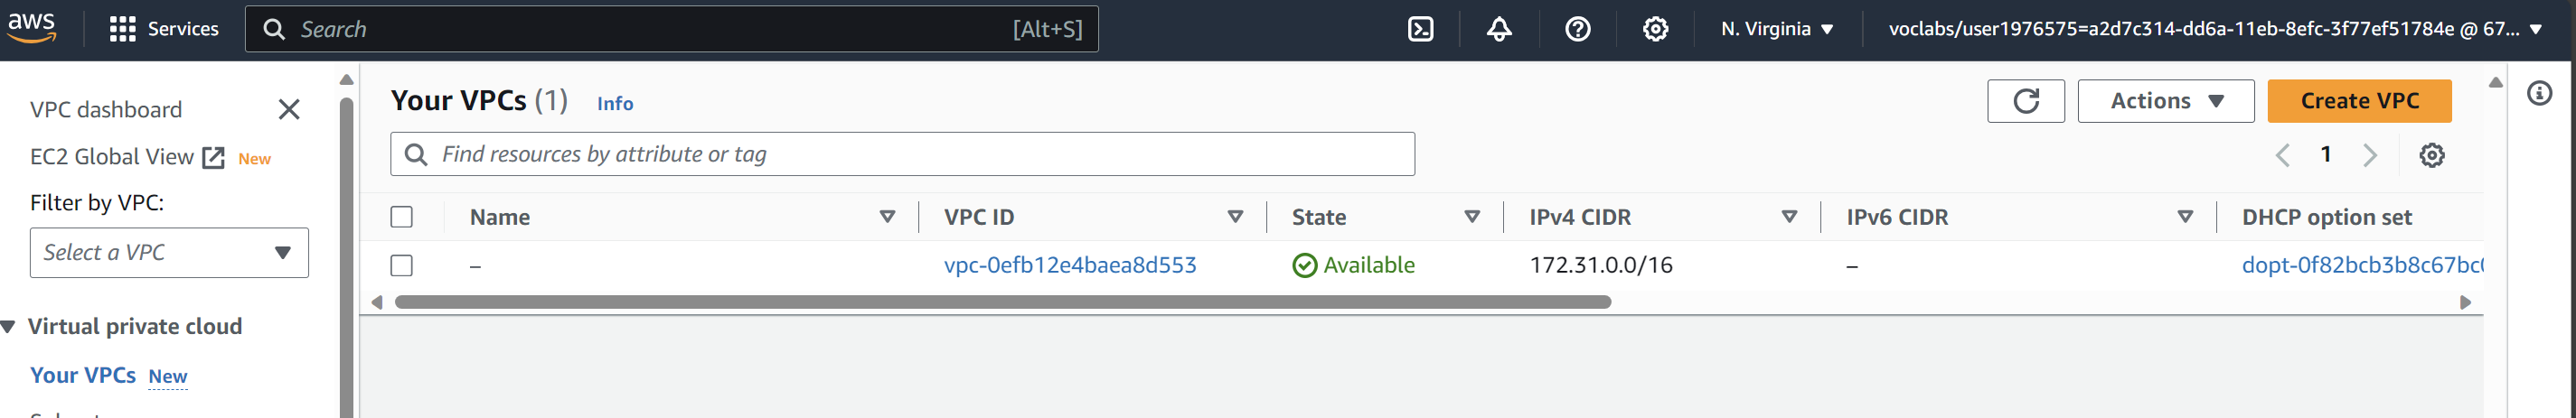 aws
Services
Search
[Alt+S]
N. Virginia
voclabs/user1976575=a2d7c314-dd6a-11eb-8efc-3f77ef51784e @ 67...
VPC dashboard
EC2 Global View New
Filter by VPC:
Select a VPC
Virtual private cloud
Your VPCs New
Your VPCs (1) Info
Actions
Create VPC
Find resources by attribute or tag
1
Name VPC ID State IPv4 CIDR IPv6 CIDR DHCP option set
– vpc-0efb12e4baea8d553 Available 172.31.0.0/16 – dopt-0f82bcb3b8c67bc